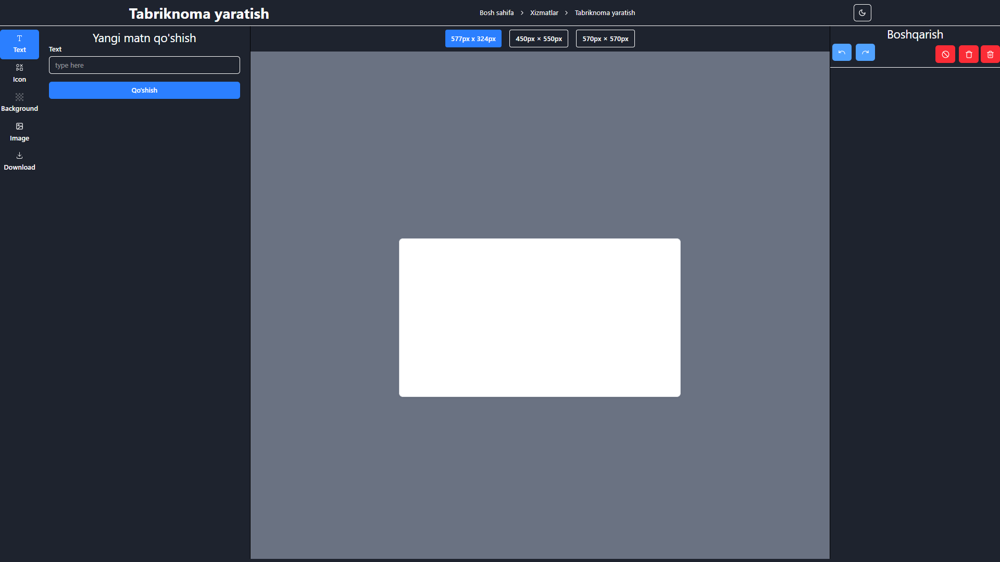 Tabriknoma yaratish
Bosh sahifa
Xizmatlar
Tabriknoma yaratish
Text
Icon
Background
Image
Download
Yangi matn qo'shish
Text
type here
Qo'shish
577px x 324px
450px × 550px
570px × 570px
Boshqarish